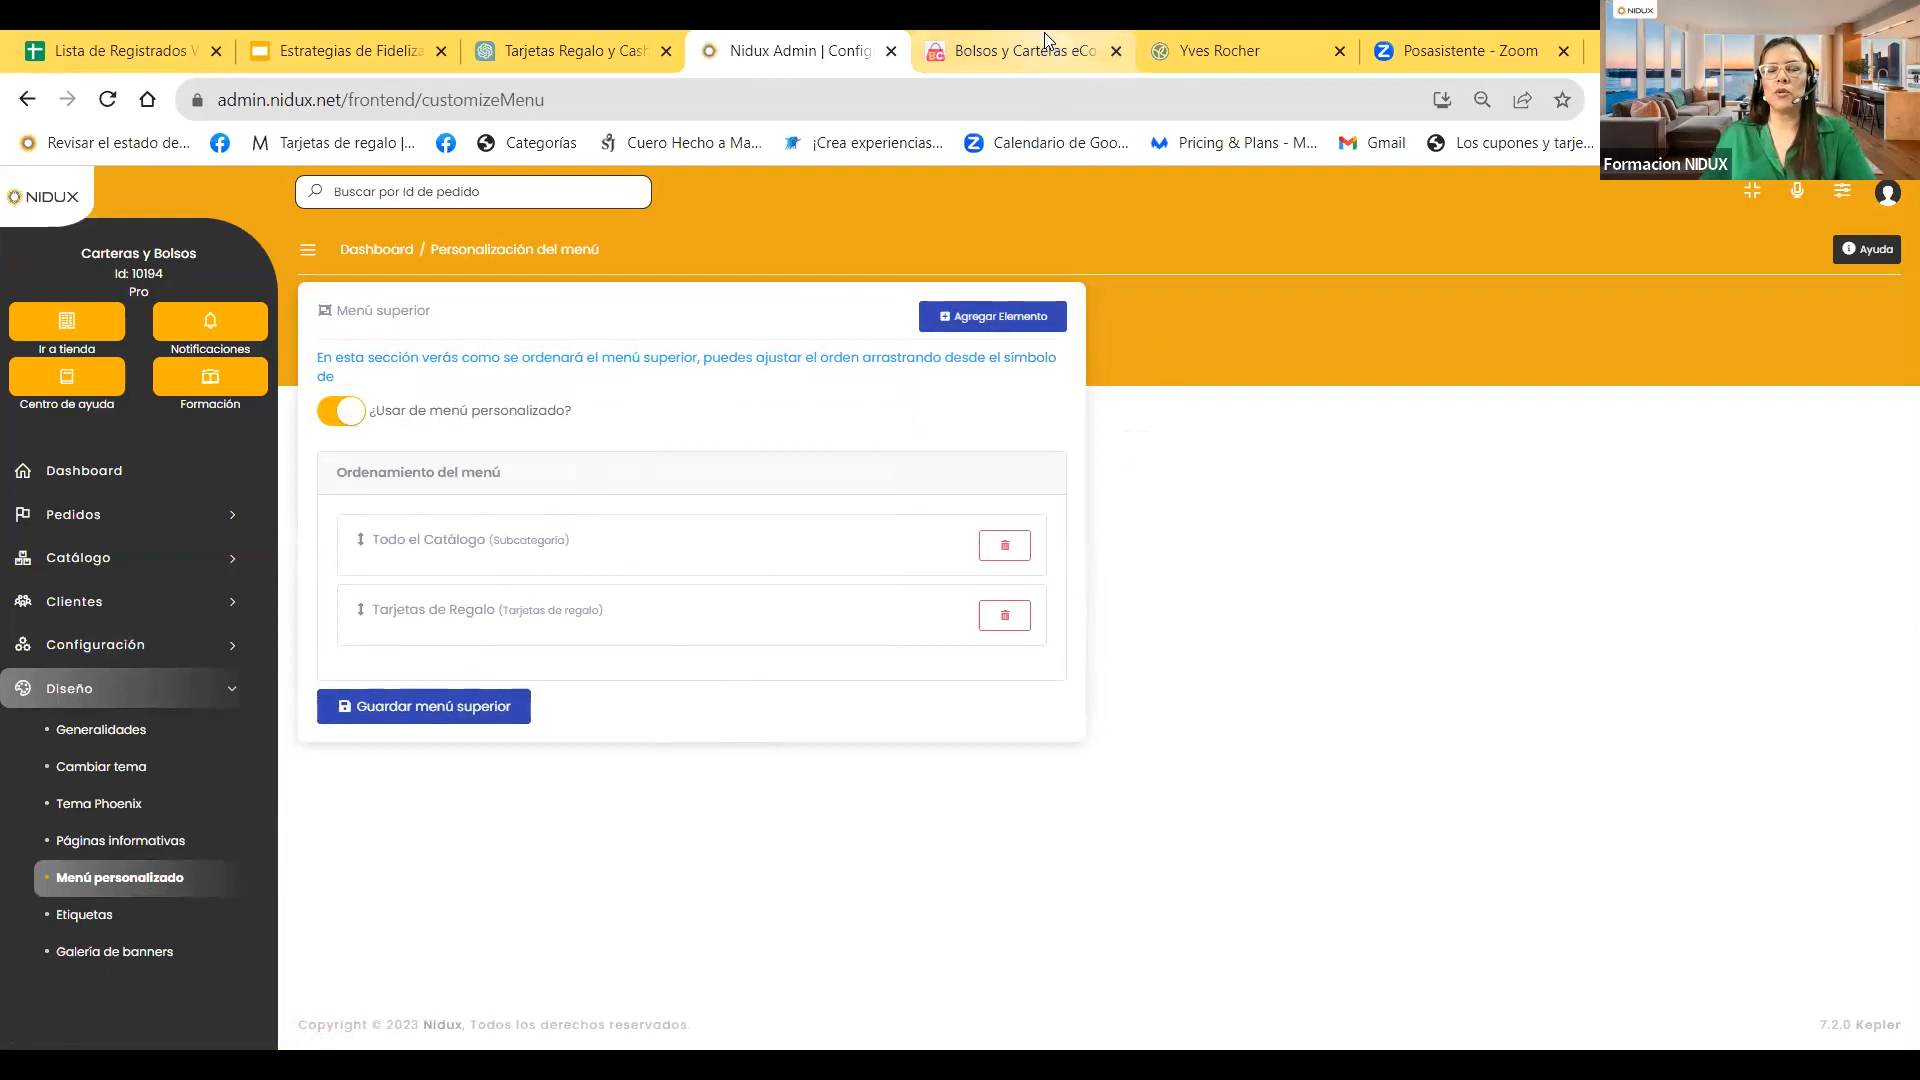 Lista de Registrados V
Estrategias de Fideliza
Tarjetas Regalo y Cash
Nidux Admin | Config
Bolsos y Carteras eCo
Yves Rocher
Posasistente - Zoom
NIDUX
admin.nidux.net/frontend/customizeMenu
Revisar el estado de...
Tarjetas de regalo |...
Categorías
Cuero Hecho a Ma...
¡Crea experiencias...
Calendario de Goo...
Pricing & Plans - M...
Gmail
Los cupones y tarje...
Formacion NIDUX
NIDUX
Buscar por Id de pedido
Carteras y Bolsos
Id: 10194
Pro
Dashboard / Personalización del menú
Ayuda
Ir a tienda
Notificaciones
Centro de ayuda
Formación
Menú superior
Agregar Elemento
En esta sección verás como se ordenará el menú superior, puedes ajustar el orden arrastrando desde el símbolo
de
¿Usar de menú personalizado?
Ordenamiento del menú
Todo el Catálogo (Subcategoría)
Tarjetas de Regalo (Tarjetas de regalo)
Guardar menú superior
Dashboard
Pedidos
Catálogo
Clientes
Configuración
Diseño
Generalidades
Cambiar tema
Tema Phoenix
Páginas informativas
Menú personalizado
Etiquetas
Galería de banners
Copyright © 2023 Nidux, Todos los derechos reservados.
7.2.0 Kepler